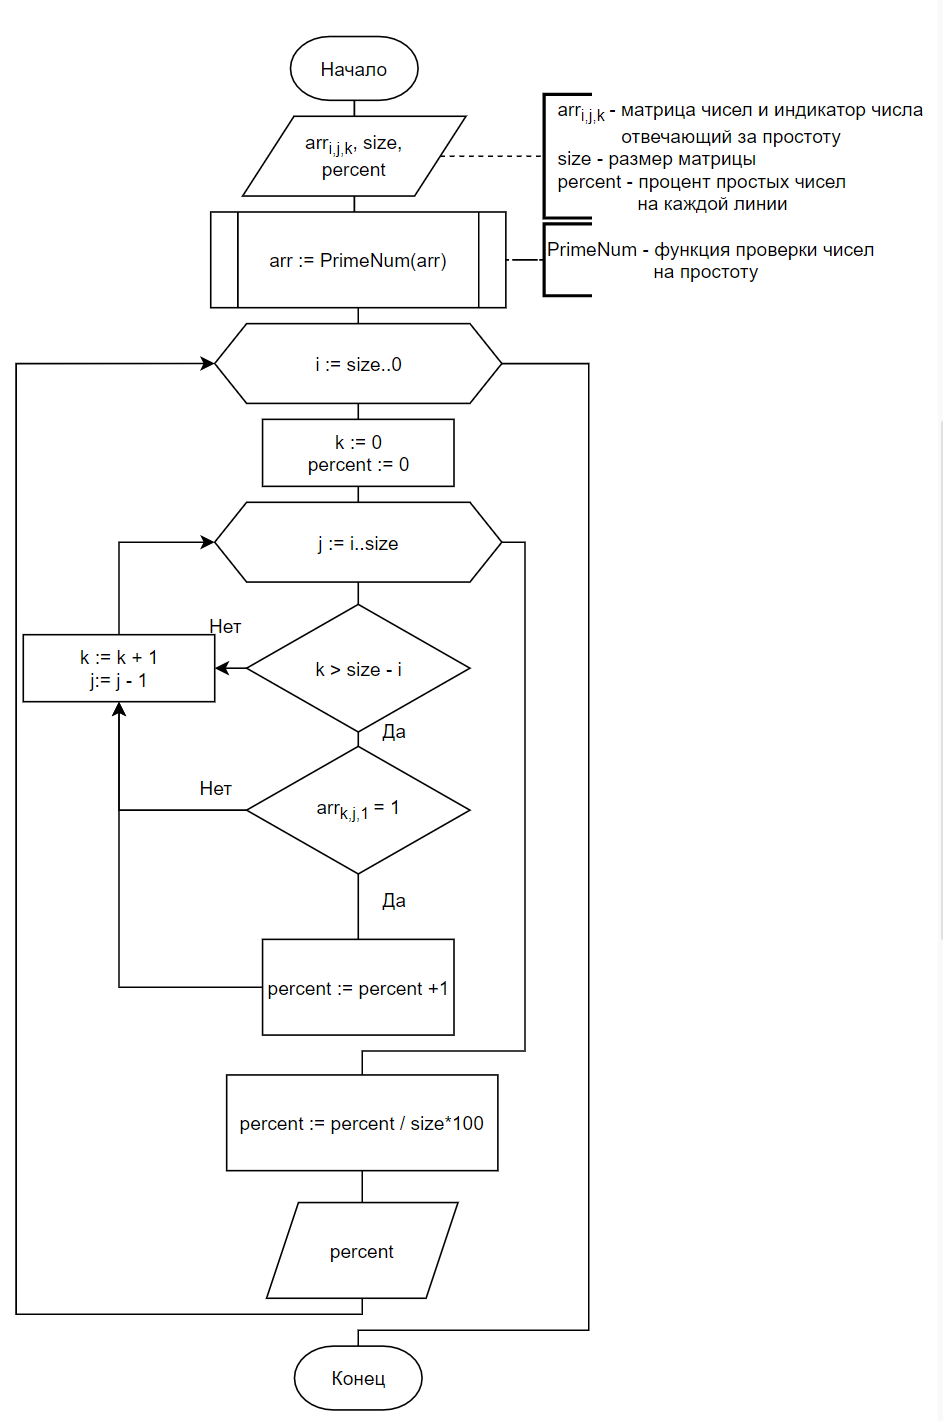 Начало
arri,j,k, size,
percent
arri,j,k - матрица чисел и индикатор числа
отвечающий за простоту
size - размер матрицы
percent - процент простых чисел
на каждой линии
arr := PrimeNum(arr)
PrimeNum - функция проверки чисел
на простоту
i := size..0
k := 0
percent := 0
j := i..size
Нет
k := k + 1
j:= j - 1
k > size - i
Да
Нет
arrk,j,1 = 1
Да
percent := percent +1
percent := percent / size*100
percent
Конец